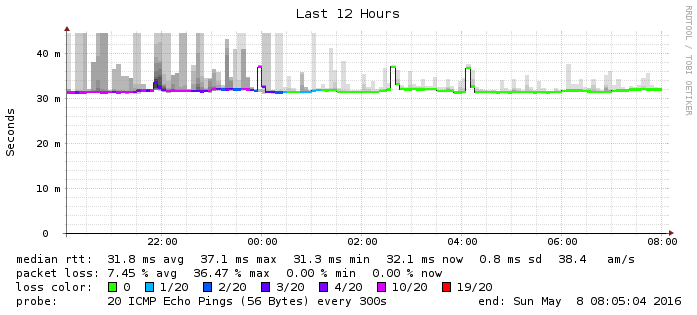 Last 12 Hours
RRDTOOL / TOBI OETIKER
Seconds
40 m
30 m
20 m
10 m
0
22:00 00:00 02:00 04:00 06:00 08:00
median rtt: 31.8 ms avg 37.1 ms max 31.3 ms min 32.1 ms now 0.8 ms sd 38.4 am/s
packet loss: 7.45 % avg 36.47 % max 0.00 % min 0.00 % now
loss color: 0 1/20 2/20 3/20 4/20 10/20 19/20
probe: 20 ICMP Echo Pings (56 Bytes) every 300s end: Sun May 8 08:05:04 2016